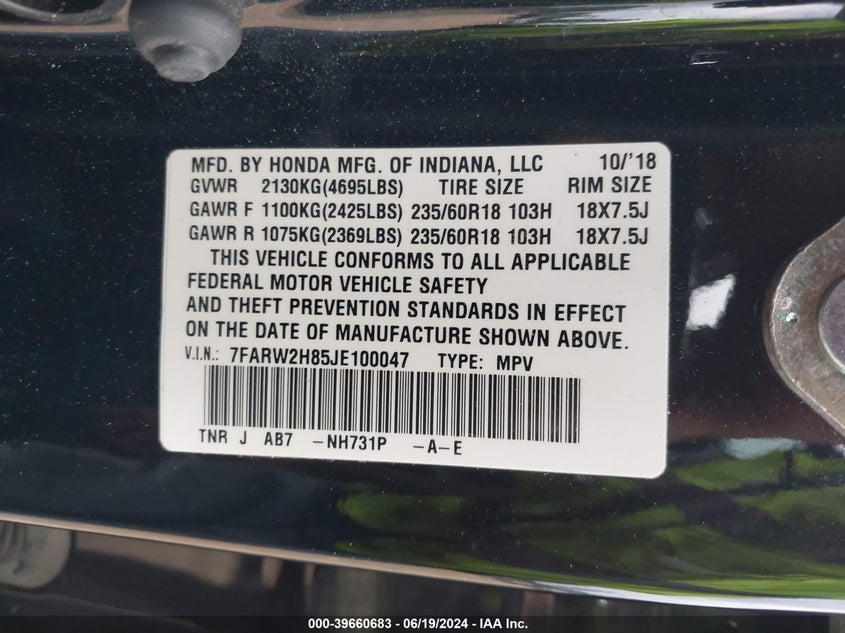 MFD. BY HONDA MFG. OF INDIANA, LLC 10/'18
GVWR 2130KG(4695LBS) TIRE SIZE RIM SIZE
GAWR F 1100KG(2425LBS) 235/60R18 103H 18X7.5J
GAWR R 1075KG(2369LBS) 235/60R18 103H 18X7.5J
THIS VEHICLE CONFORMS TO ALL APPLICABLE
FEDERAL MOTOR VEHICLE SAFETY
AND THEFT PREVENTION STANDARDS IN EFFECT
ON THE DATE OF MANUFACTURE SHOWN ABOVE.
V.I.N.: 7FARW2H85JE100047 TYPE: MPV
TNR J AB7 -NH731P -A-E
000-39660683 - 06/19/2024 - IAA Inc.